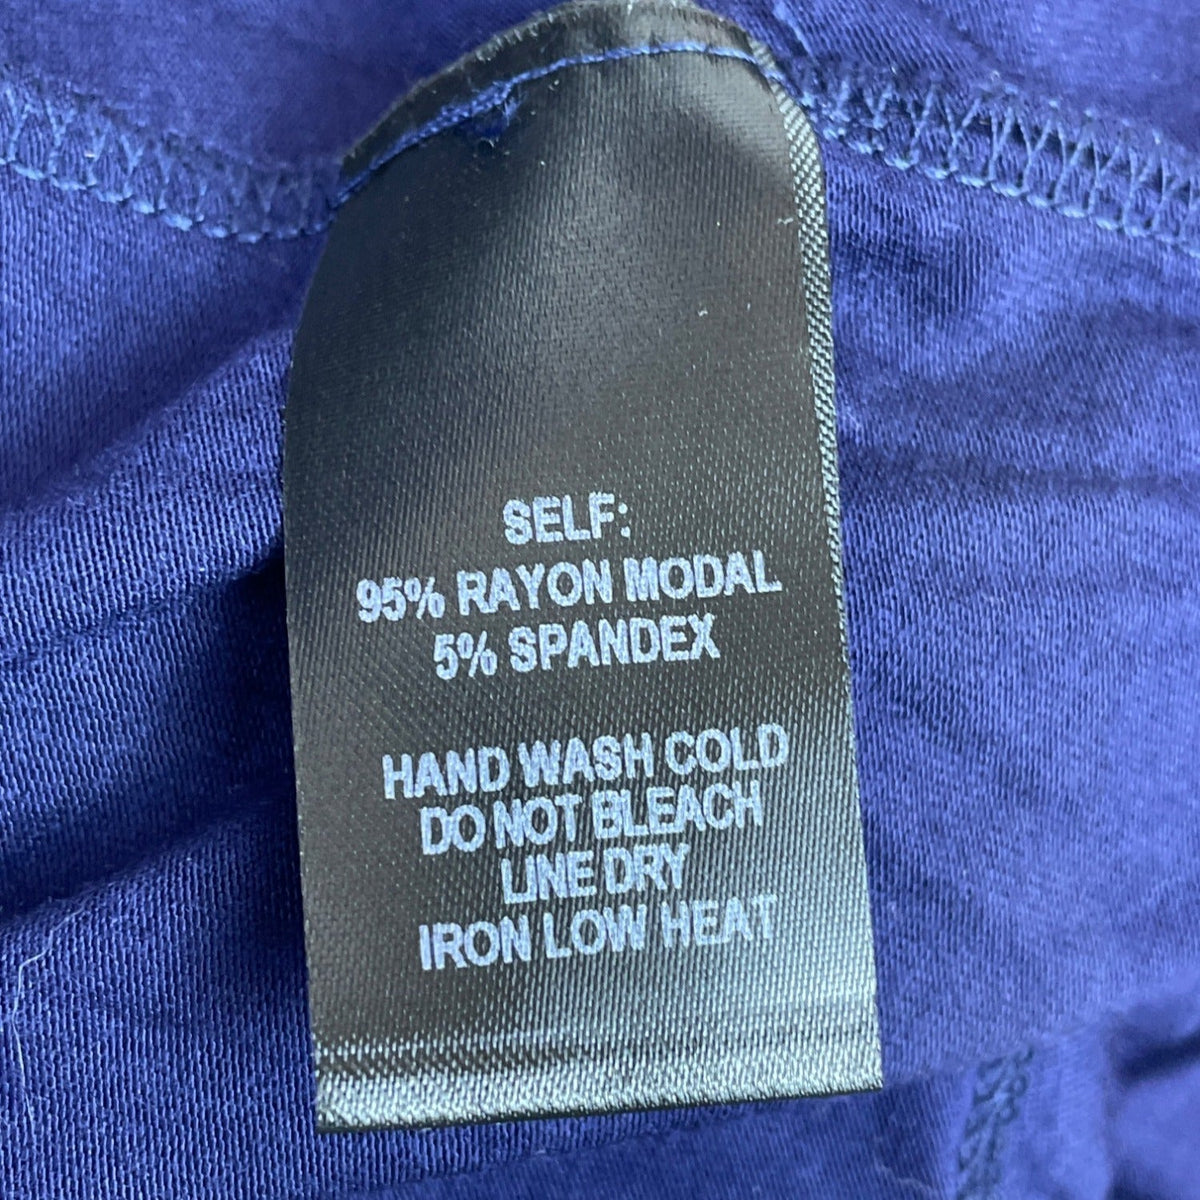 SELF:
95% RAYON MODAL
5% SPANDEX
HAND WASH COLD
DO NOT BLEACH
LINE DRY
IRON LOW HEAT